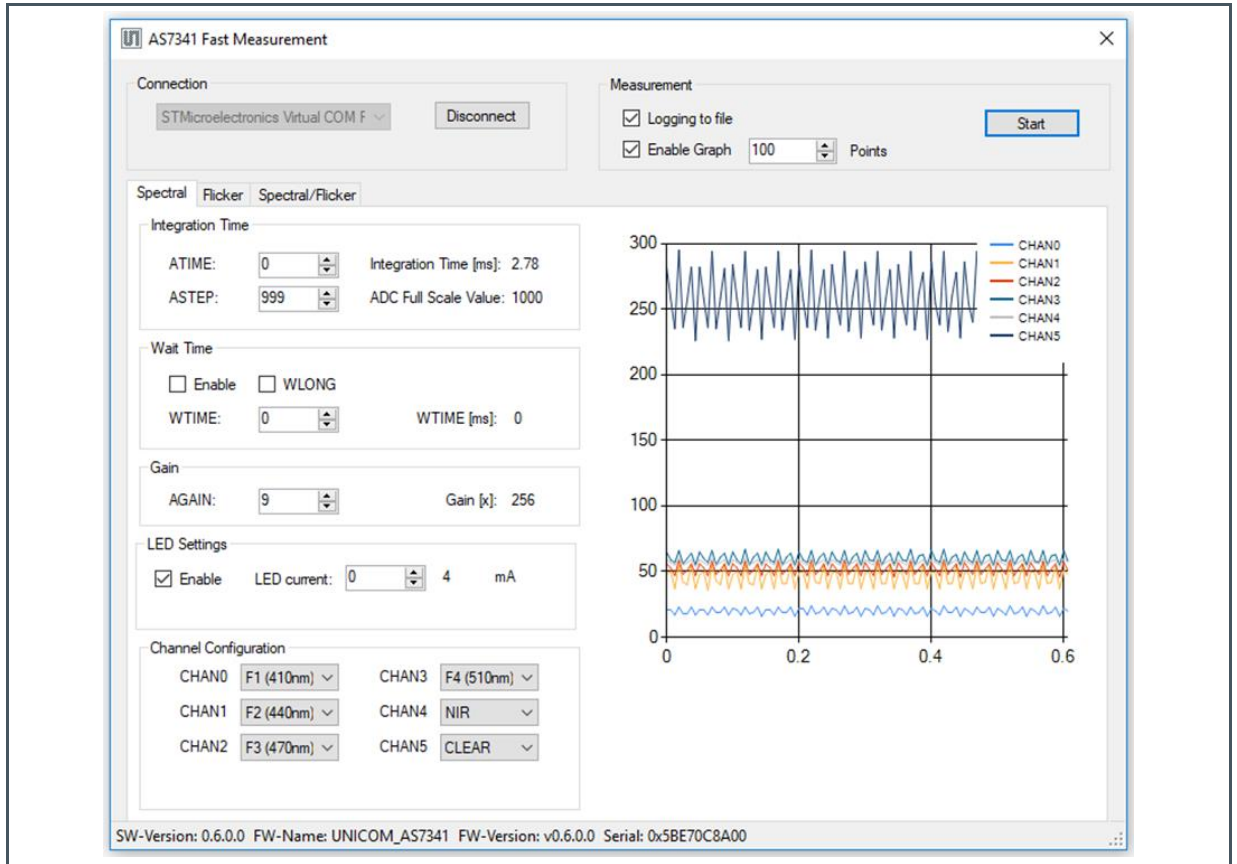 AS7341 Fast Measurement
Connection
STMicroelectronics Virtual COM F
Disconnect
Measurement
Logging to file
Enable Graph 100 Points
Start
Spectral Flicker Spectral/Flicker
Integration Time
ATIME: 0 Integration Time [ms]: 2.78
ASTEP: 999 ADC Full Scale Value: 1000
Wait Time
Enable WLONG
WTIME: 0 WTIME [ms]: 0
Gain
AGAIN: 9 Gain [x]: 256
LED Settings
Enable LED current: 0 4 mA
Channel Configuration
CHAN0 F1 (410nm) CHAN3 F4 (510nm)
CHAN1 F2 (440nm) CHAN4 NIR
CHAN2 F3 (470nm) CHAN5 CLEAR
300
250
200
150
100
50
0
0 0.2 0.4 0.6
CHAN0
CHAN1
CHAN2
CHAN3
CHAN4
CHAN5
SW-Version: 0.6.0.0 FW-Name: UNICOM_AS7341 FW-Version: v0.6.0.0 Serial: 0x5BE70C8A00